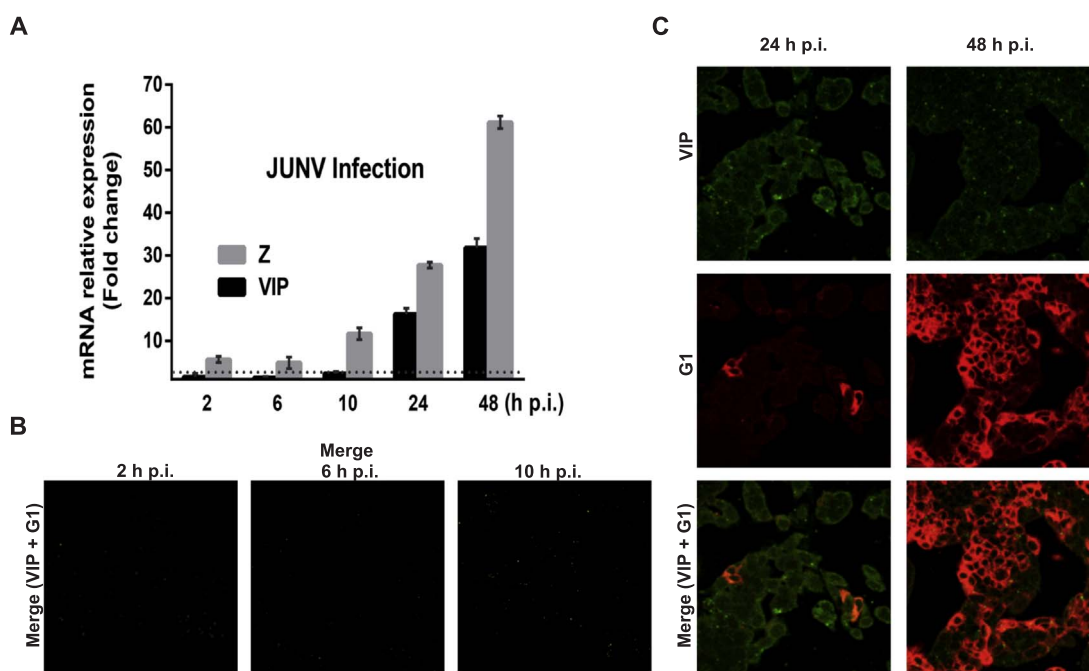 A
mRNA relative expression
(Fold change)
70
60
50
40
30
20
10
JUNV Infection
Z
VIP
2 6 10 24 48 (h p.i.)
B
Merge
2 h p.i. 6 h p.i. 10 h p.i.
Merge (VIP + G1)
C
24 h p.i. 48 h p.i.
VIP
G1
Merge (VIP + G1)